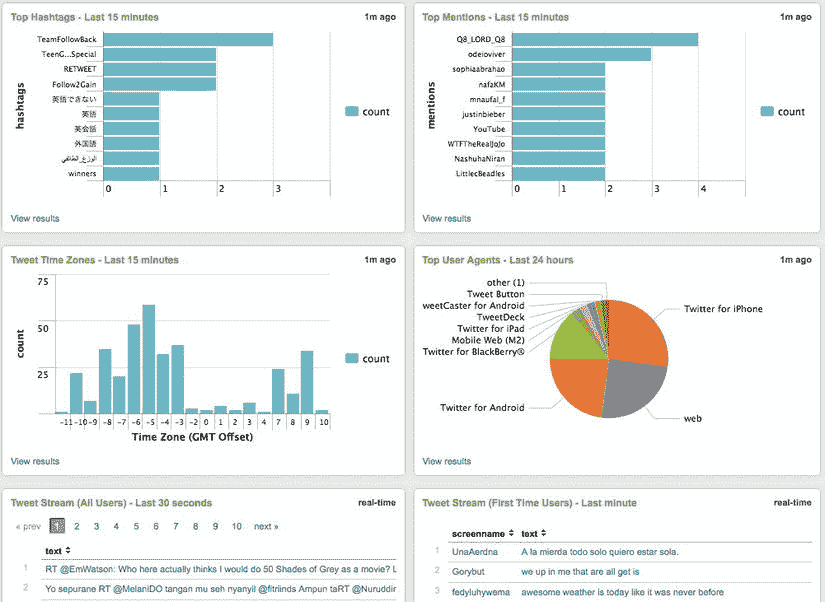 Top Hashtags - Last 15 minutes
1m ago
hashtags
TeamFollowBack
TeenG...Special
RETWEET
Follow2Gain
英語できない
英語
英会話
外国語
الوزغ_الطائفي
winners
0 1 2 3
count
View results
Top Mentions - Last 15 minutes
1m ago
mentions
Q8_LORD_Q8
odeioviver
sophiaabrahao
nafaKM
mnaufal_f
justinbieber
YouTube
WTFTheRealJoJo
NashuhaNiran
LittlecBeadles
0 1 2 3 4
count
View results
Tweet Time Zones - Last 15 minutes
1m ago
count
75
50
25
-11 -10 -9 -8 -7 -6 -5 -4 -3 -2 0 1 2 3 4 7 8 9 10
Time Zone (GMT Offset)
count
View results
Top User Agents - Last 24 hours
1m ago
other (1)
Tweet Button
weetCaster for Android
TweetDeck
Twitter for iPad
Mobile Web (M2)
Twitter for BlackBerry®
Twitter for iPhone
Twitter for Android
web
View results
Tweet Stream (All Users) - Last 30 seconds
real-time
« prev 1 2 3 4 5 6 7 8 9 10 next »
text
1 RT @EmWatson: Who here actually thinks I would do 50 Shades of Grey as a movie? L
2 Yo sepurane RT @MelaniDO tangan mu seh nyanyil @fitriinds Ampun taRT @Nuruddin
Tweet Stream (First Time Users) - Last minute
real-time
screenname text
1 UnaAerdna A la mierda todo solo quiero estar sola.
2 Gorybut we up in me that are all get is
3 fedyluhywema awesome weather is today like it was never before